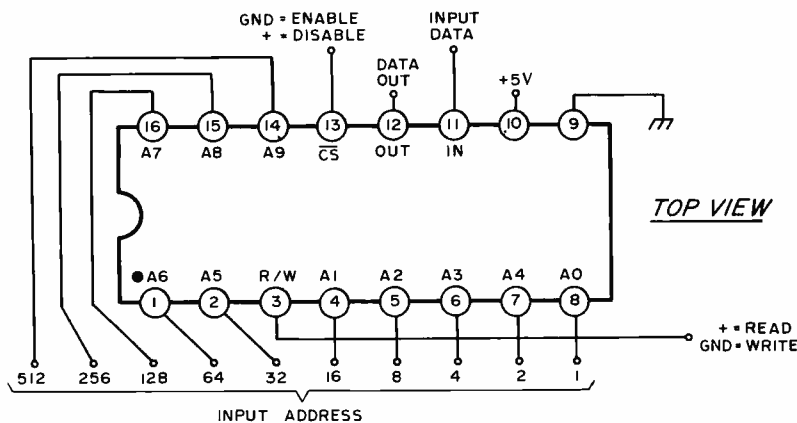 GND = ENABLE
+ = DISABLE
INPUT
DATA
DATA
OUT
+5V
16 15 14 13 12 11 10 9
A7 A8 A9 CS OUT IN
TOP VIEW
A6 A5 R/W A1 A2 A3 A4 A0
1 2 3 4 5 6 7 8
+ = READ
GND = WRITE
512 256 128 64 32 16 8 4 2 1
INPUT ADDRESS